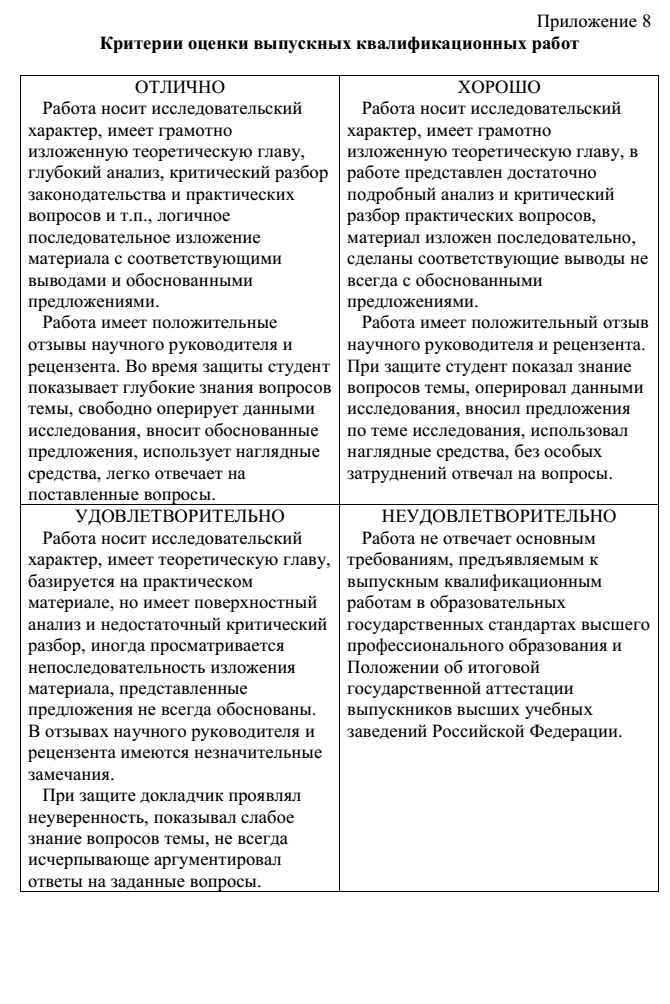 Приложение 8
Критерии оценки выпускных квалификационных работ
ОТЛИЧНО
Работа носит исследовательский
характер, имеет грамотно
изложенную теоретическую главу,
глубокий анализ, критический разбор
законодательства и практических
вопросов и т.п., логичное
последовательное изложение
материала с соответствующими
выводами и обоснованными
предложениями.
Работа имеет положительные
отзывы научного руководителя и
рецензента. Во время защиты студент
показывает глубокие знания вопросов
темы, свободно оперирует данными
исследования, вносит обоснованные
предложения, использует наглядные
средства, легко отвечает на
поставленные вопросы.
ХОРОШО
Работа носит исследовательский
характер, имеет грамотно
изложенную теоретическую главу, в
работе представлен достаточно
подробный анализ и критический
разбор практических вопросов,
материал изложен последовательно,
сделаны соответствующие выводы не
всегда с обоснованными
предложениями.
Работа имеет положительный отзыв
научного руководителя и рецензента.
При защите студент показал знание
вопросов темы, оперировал данными
исследования, вносил предложения
по теме исследования, использовал
наглядные средства, без особых
затруднений отвечал на вопросы.
УДОВЛЕТВОРИТЕЛЬНО
Работа носит исследовательский
характер, имеет теоретическую главу,
базируется на практическом
материале, но имеет поверхностный
анализ и недостаточный критический
разбор, иногда просматривается
непоследовательность изложения
материала, представленные
предложения не всегда обоснованы.
В отзывах научного руководителя и
рецензента имеются незначительные
замечания.
При защите докладчик проявлял
неуверенность, показывал слабое
знание вопросов темы, не всегда
исчерпывающе аргументировал
ответы на заданные вопросы.
НЕУДОВЛЕТВОРИТЕЛЬНО
Работа не отвечает основным
требованиям, предъявляемым к
выпускным квалификационным
работам в образовательных
государственных стандартах высшего
профессионального образования и
Положении об итоговой
государственной аттестации
выпускников высших учебных
заведений Российской Федерации.